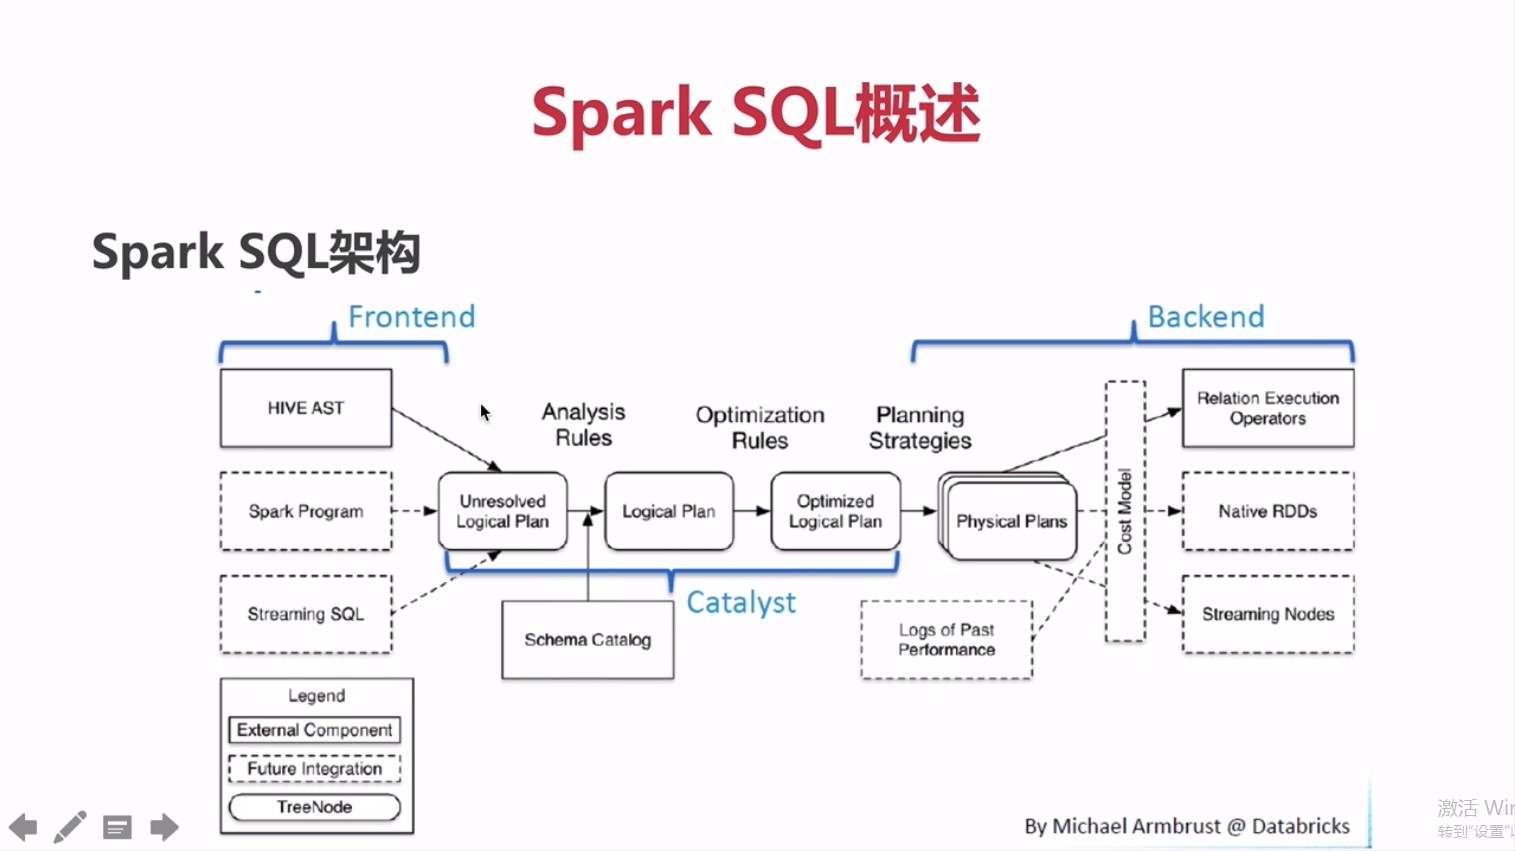 Spark SQL概述
Spark SQL架构
Frontend
Backend
HIVE AST
Analysis
Rules
Optimization
Rules
Planning
Strategies
Relation Execution
Operators
Spark Program
Unresolved
Logical Plan
Logical Plan
Optimized
Logical Plan
Physical Plans
Cost Model
Native RDDs
Streaming SQL
Catalyst
Schema Catalog
Logs of Past
Performance
Streaming Nodes
Legend
External Component
Future Integration
TreeNode
By Michael Armbrust @ Databricks
激活 Win
转到"设置"以